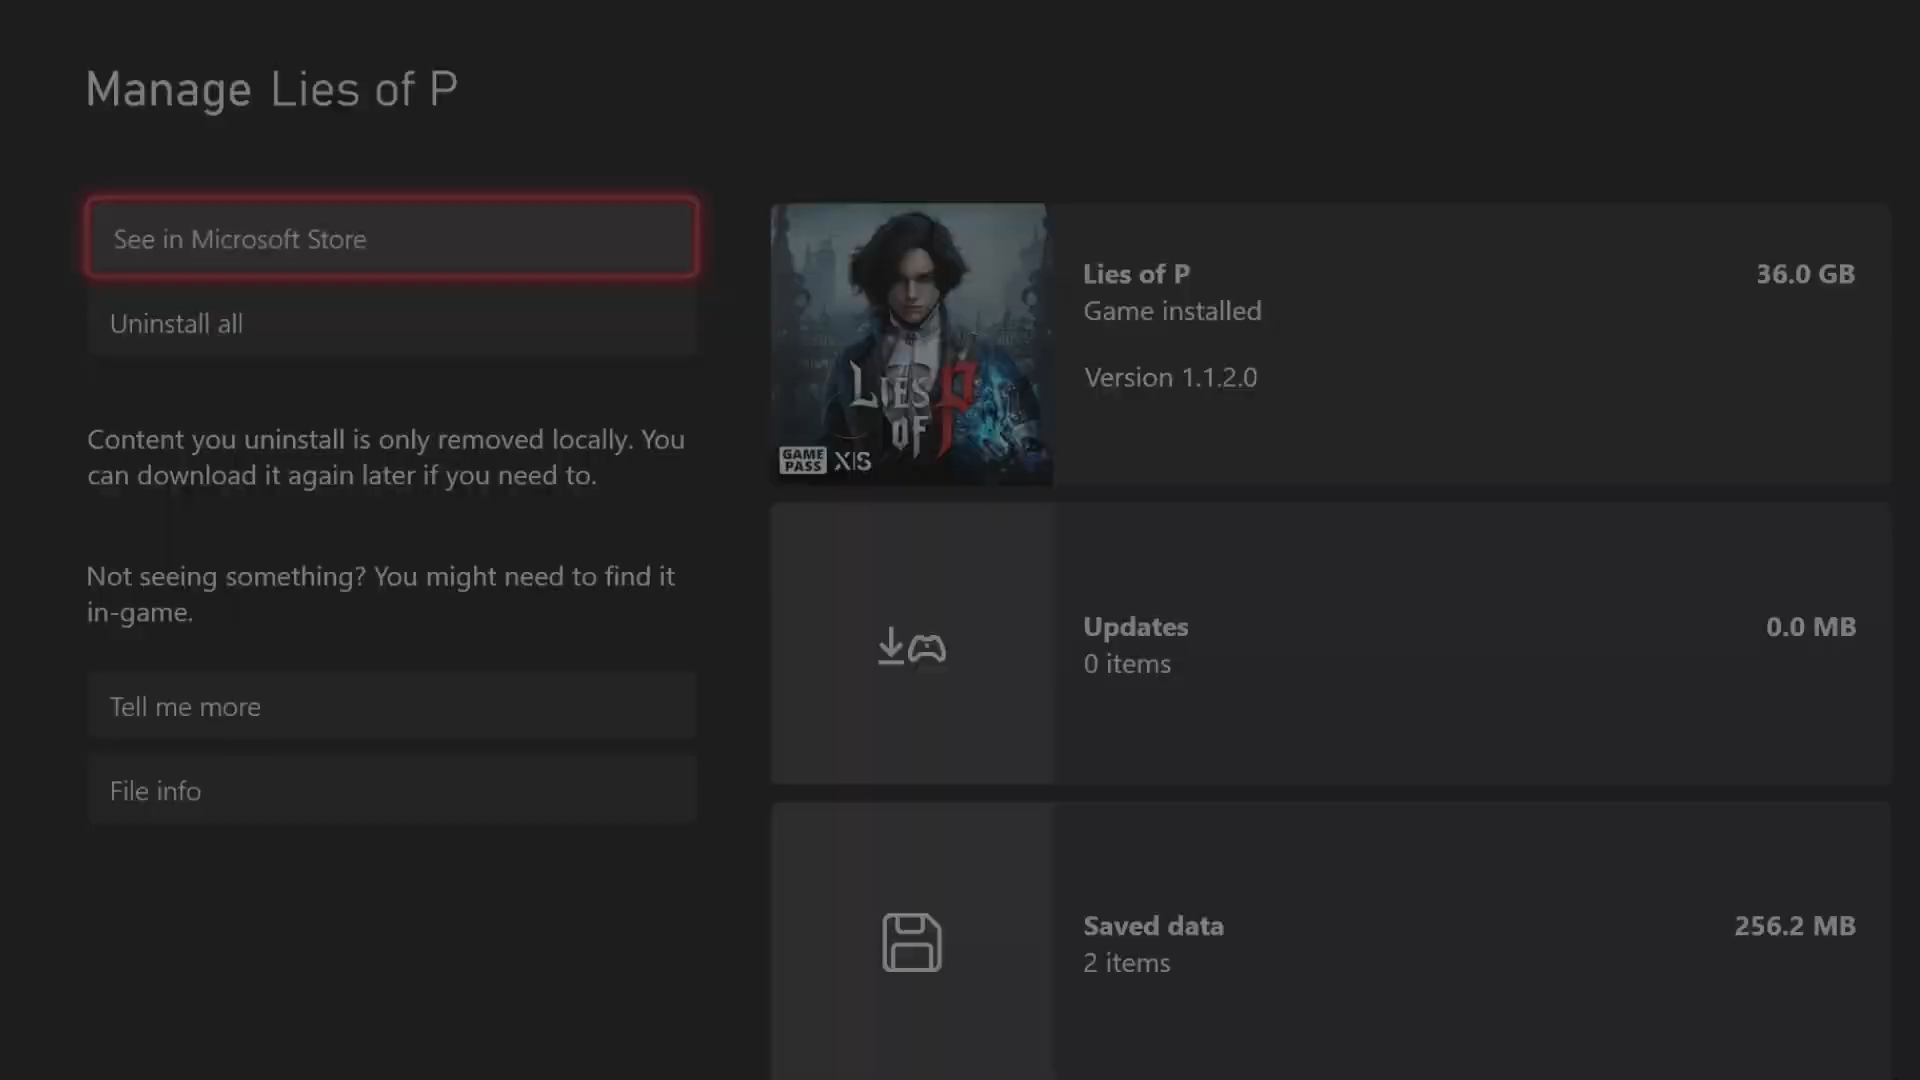 Manage Lies of P
See in Microsoft Store
Uninstall all
Content you uninstall is only removed locally. You
can download it again later if you need to.
Not seeing something? You might need to find it
in-game.
Tell me more
File info
LIES
OF P
GAME
PASS X|S
Lies of P
36.0 GB
Game installed
Version 1.1.2.0
Updates
0.0 MB
0 items
Saved data
256.2 MB
2 items